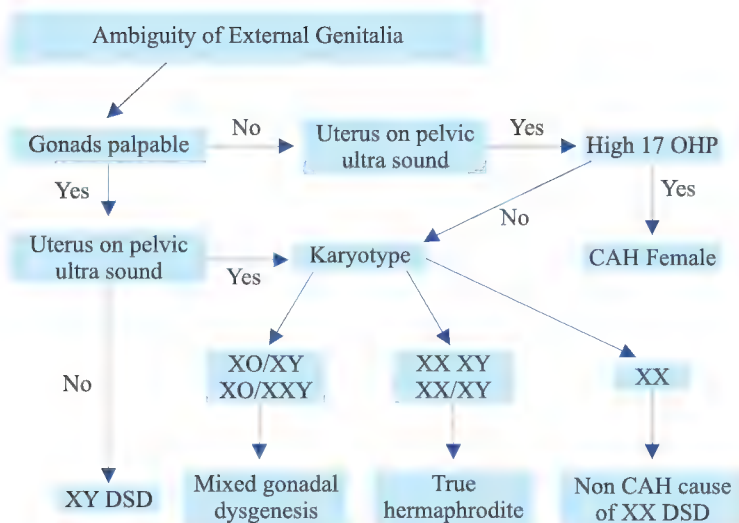 Ambiguity of External Genitalia
Gonads palpable
No
Uterus on pelvic
ultra sound
Yes
High 17 OHP
Yes
No
Yes
Uterus on pelvic
ultra sound
Yes
Karyotype
CAH Female
No
XO/XY
XO/XXY
XX XY
XX/XY
XX
XY DSD
Mixed gonadal
dysgenesis
True
hermaphrodite
Non CAH cause
of XX DSD